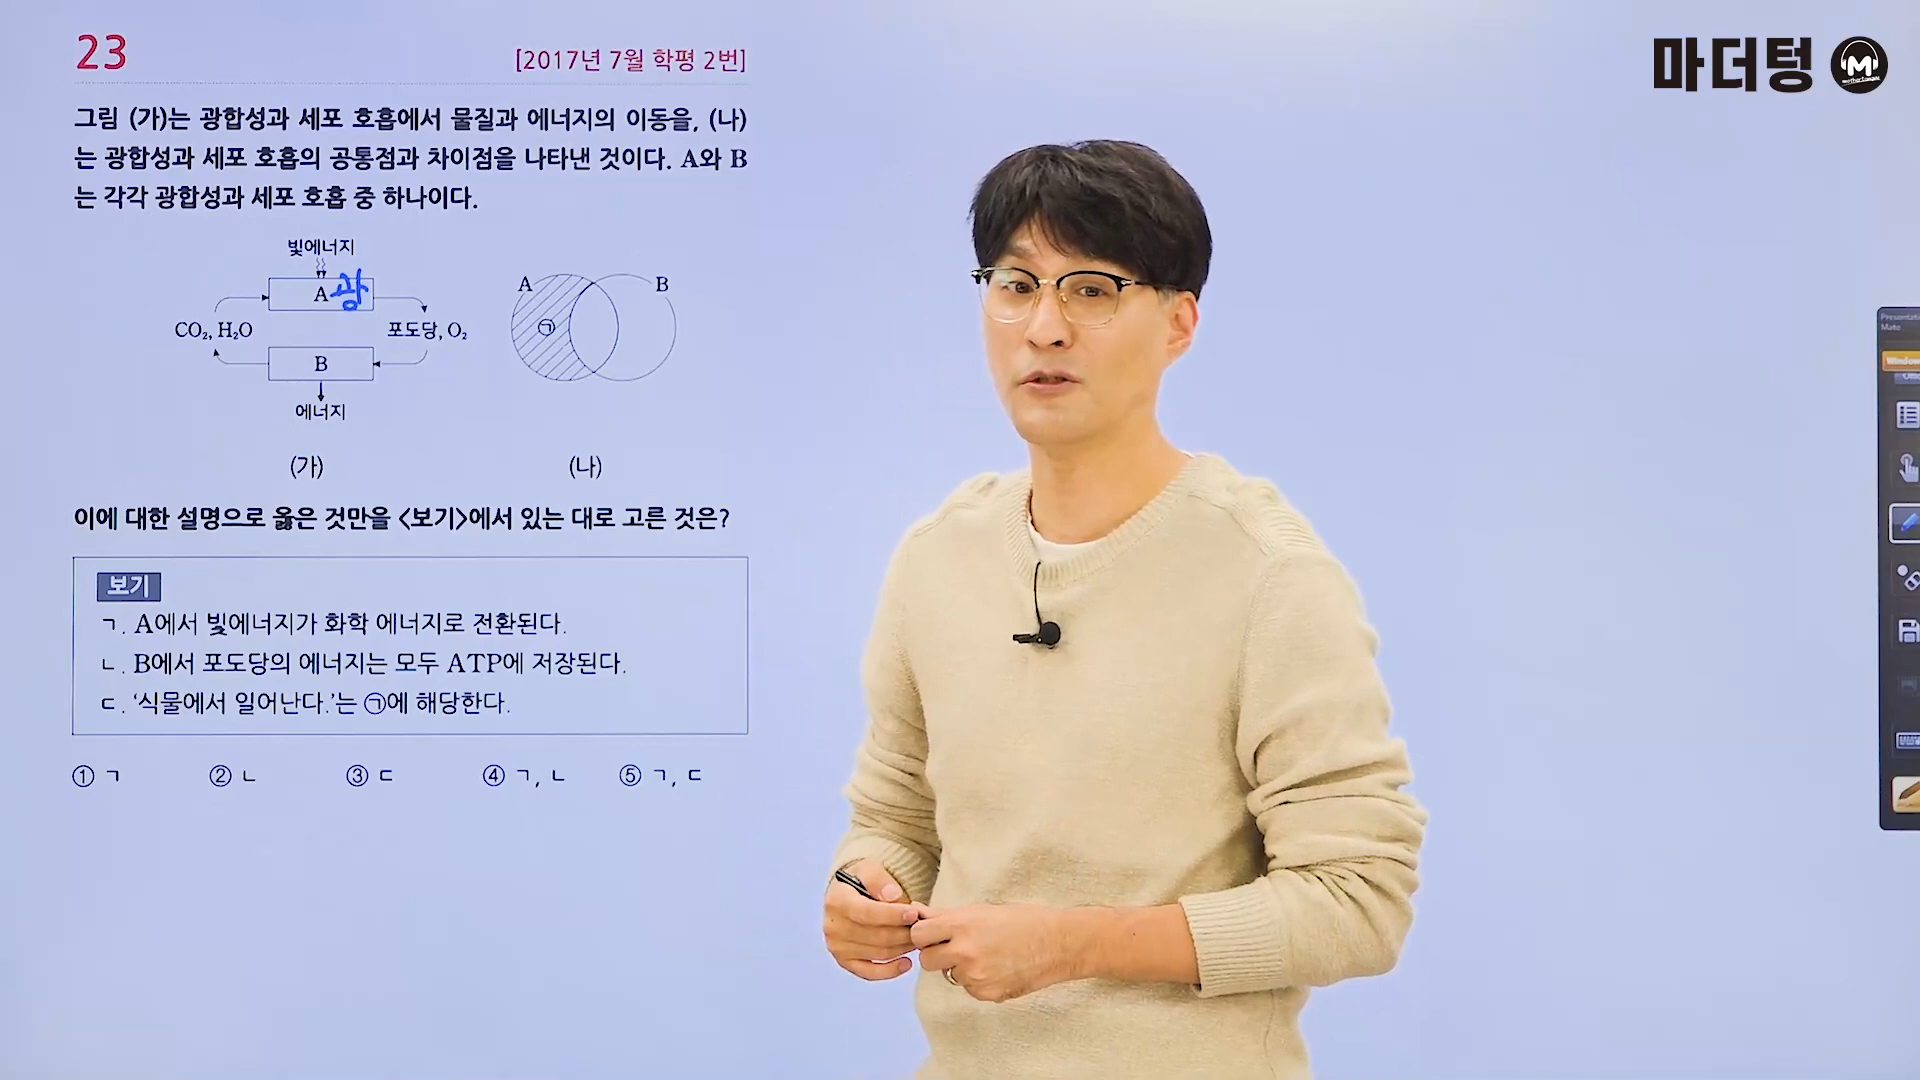 23
[2017년 7월 학평 2번]
마더텅
M
그림 (가)는 광합성과 세포 호흡에서 물질과 에너지의 이동을, (나)
는 광합성과 세포 호흡의 공통점과 차이점을 나타낸 것이다. A와 B
는 각각 광합성과 세포 호흡 중 하나이다.
빛에너지
A 광
CO₂, H₂O
포도당, O₂
B
에너지
(가)
A
B
㉠
(나)
이에 대한 설명으로 옳은 것만을 <보기>에서 있는 대로 고른 것은?
보기
ㄱ. A에서 빛에너지가 화학 에너지로 전환된다.
ㄴ. B에서 포도당의 에너지는 모두 ATP에 저장된다.
ㄷ. ‘식물에서 일어난다.’는 ㉠에 해당한다.
① ㄱ ② ㄴ ③ ㄷ ④ ㄱ, ㄴ ⑤ ㄱ, ㄷ